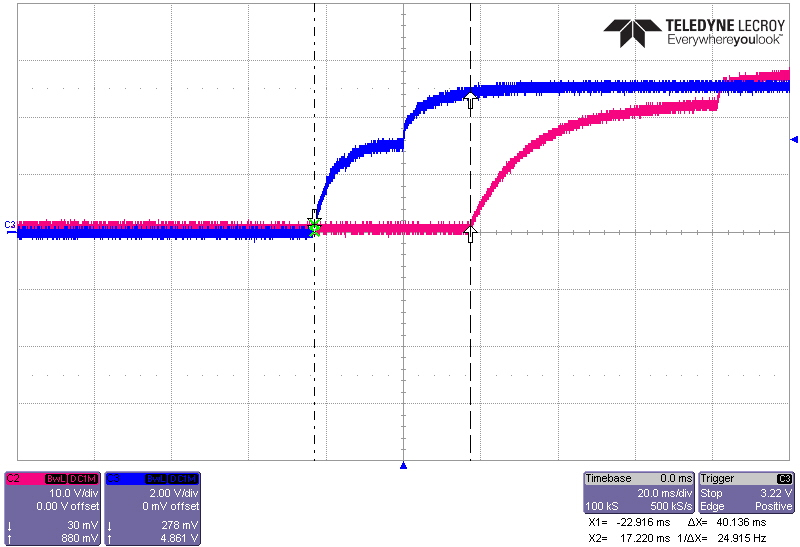 TELEDYNE LECROY
Everywhereyoulook™
C3
C2 BwL DC1M
10.0 V/div
0.00 V offset
↓ 30 mV
↑ 880 mV
BwL DC1M
2.00 V/div
0 mV offset
↓ 278 mV
↑ 4.861 V
Timebase 0.0 ms
20.0 ms/div
100 kS 500 kS/s
Trigger C3
Stop 3.22 V
Edge Positive
X1= -22.916 ms ΔX= 40.136 ms
X2= 17.220 ms 1/ΔX= 24.915 Hz